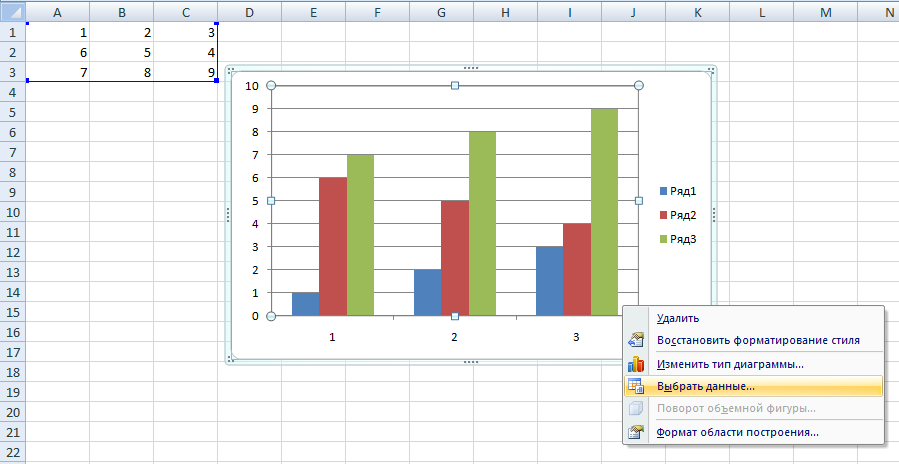 A B C D E F G H I J K L M N
1 1 2 3
2 6 5 4
3 7 8 9
4
5
6
7
8
9
10
11
12
13
14
15
16
17
18
19
20
21
22
10
9
8
7
6
5
4
3
2
1
0
1 2 3
Ряд1
Ряд2
Ряд3
Удалить
Восстановить форматирование стиля
Изменить тип диаграммы...
Выбрать данные...
Поворот объемной фигуры...
Формат области построения...